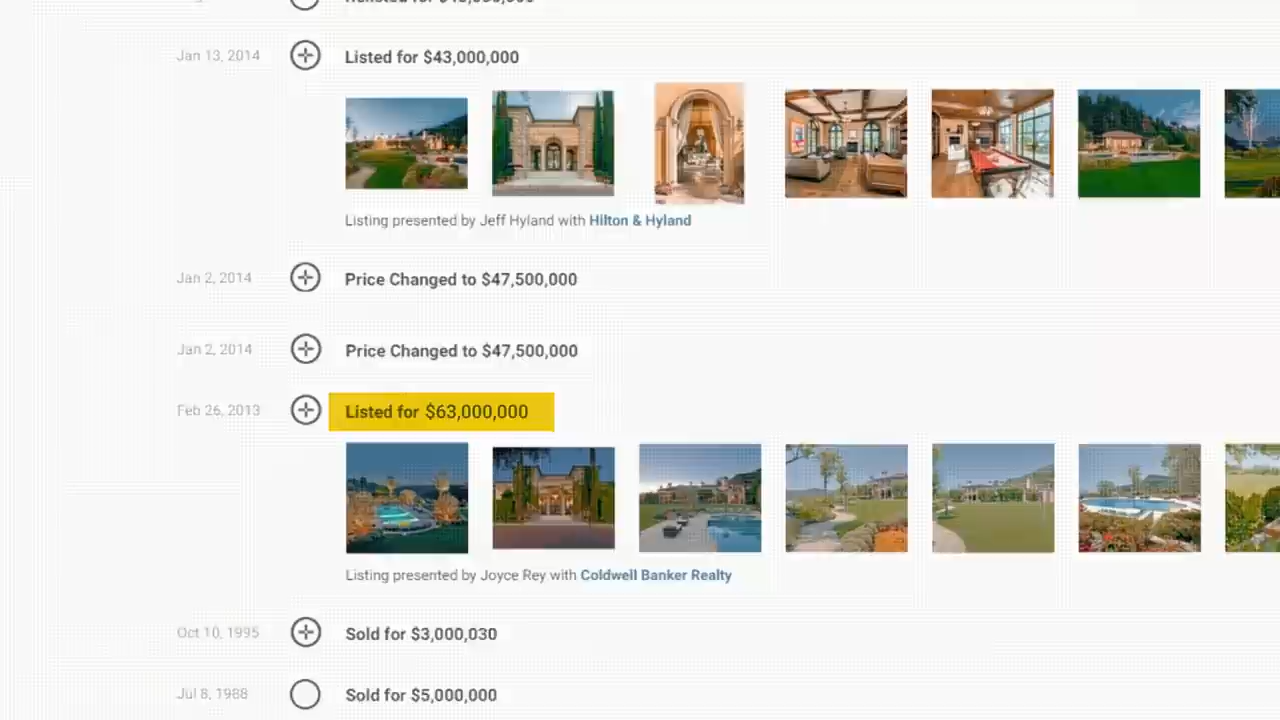 Jan 13, 2014 Listed for $43,000,000
Listing presented by Jeff Hyland with Hilton & Hyland
Jan 2, 2014 Price Changed to $47,500,000
Jan 2, 2014 Price Changed to $47,500,000
Feb 26, 2013 Listed for $63,000,000
Listing presented by Joyce Rey with Coldwell Banker Realty
Oct 10, 1995 Sold for $3,000,030
Jul 8, 1988 Sold for $5,000,000